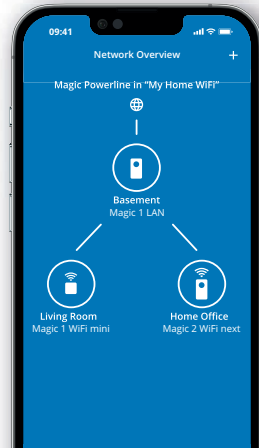 09:41
Network Overview
+
Magic Powerline in "My Home WiFi"
Basement
Magic 1 LAN
Living Room
Magic 1 WiFi mini
Home Office
Magic 2 WiFi next